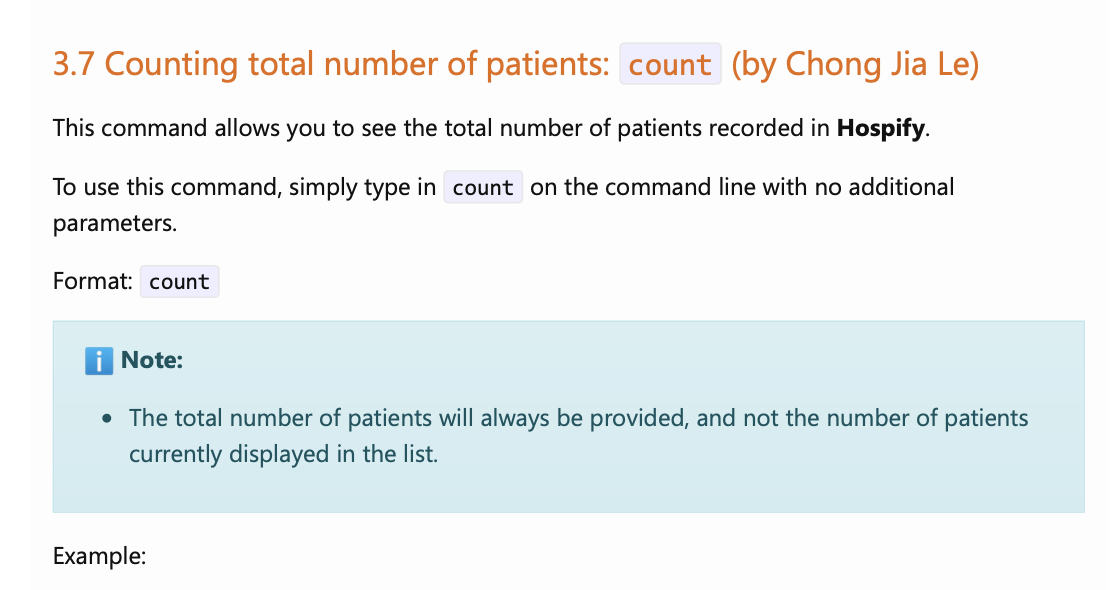 3.7 Counting total number of patients: count (by Chong Jia Le)
This command allows you to see the total number of patients recorded in Hospify.
To use this command, simply type in count on the command line with no additional
parameters.
Format: count
ℹ️ Note:
• The total number of patients will always be provided, and not the number of patients
currently displayed in the list.
Example: